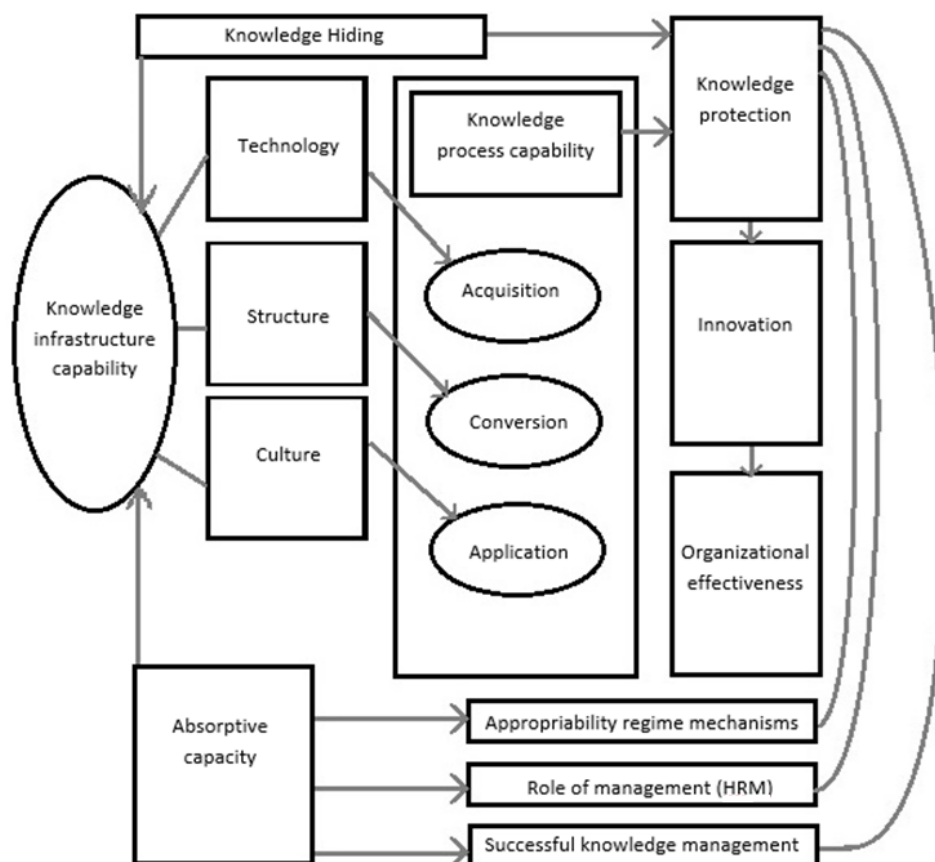 Knowledge Hiding
Knowledge
protection
Technology
Knowledge
process capability
Knowledge
infrastructure
capability
Structure
Acquisition
Innovation
Culture
Conversion
Application
Organizational
effectiveness
Absorptive
capacity
Appropriability regime mechanisms
Role of management (HRM)
Successful knowledge management